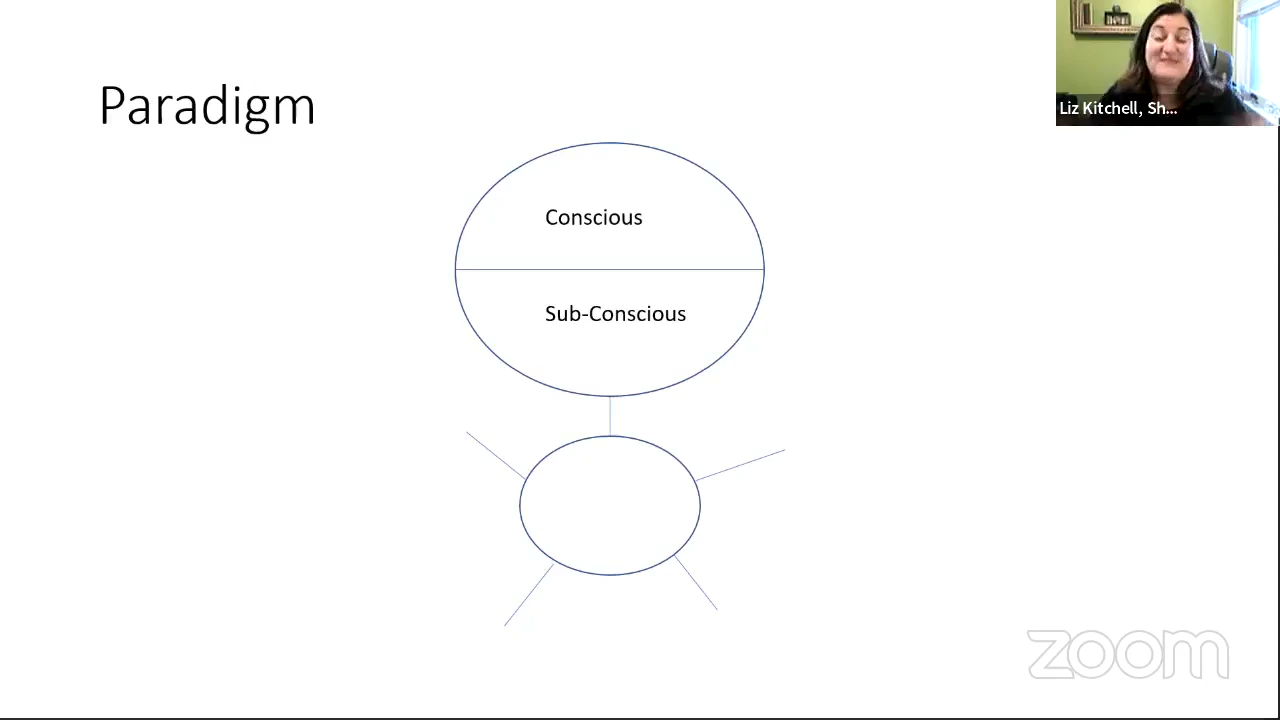 Paradigm
Liz Kitchell, Sh...
Conscious
Sub-Conscious
zoom